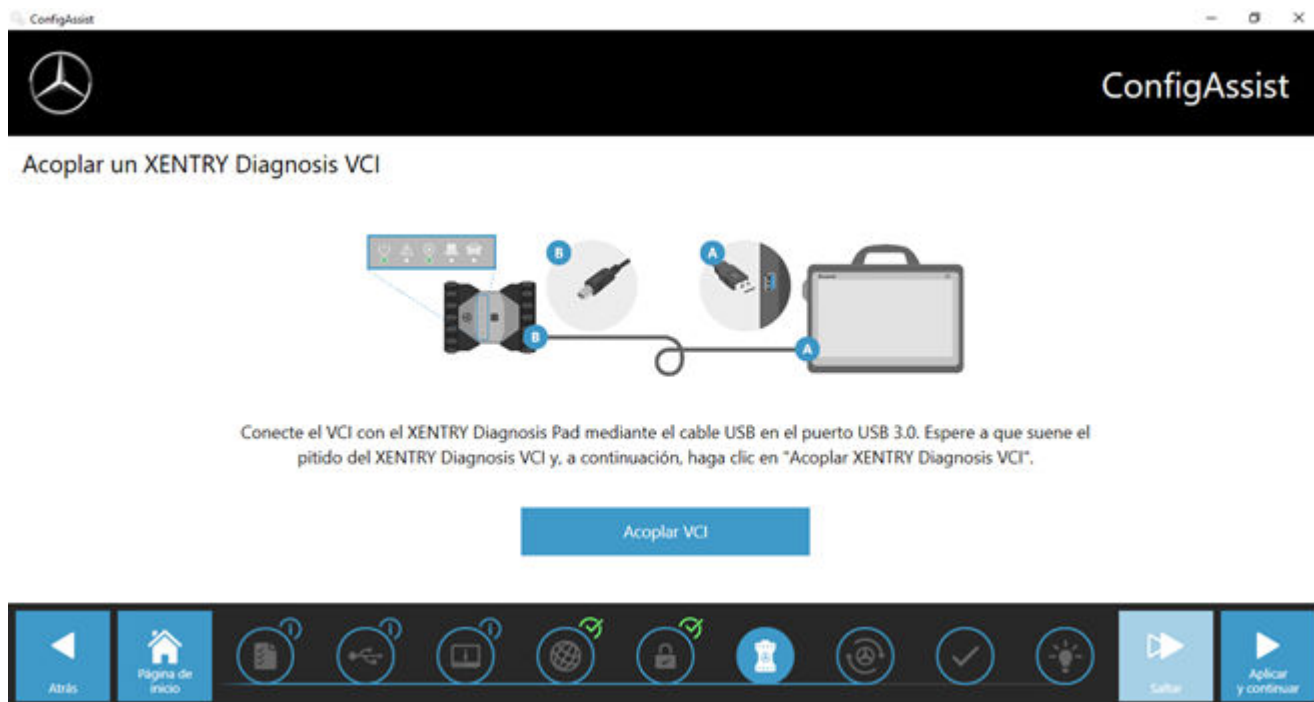 ConfigAssist
ConfigAssist
Acoplar un XENTRY Diagnosis VCI
B
A
B
A
Conecte el VCI con el XENTRY Diagnosis Pad mediante el cable USB en el puerto USB 3.0. Espere a que suene el
pitido del XENTRY Diagnosis VCI y, a continuación, haga clic en "Acoplar XENTRY Diagnosis VCI".
Acoplar VCI
Atrás
Página de
inicio
Saltar
Aplicar
y continuar